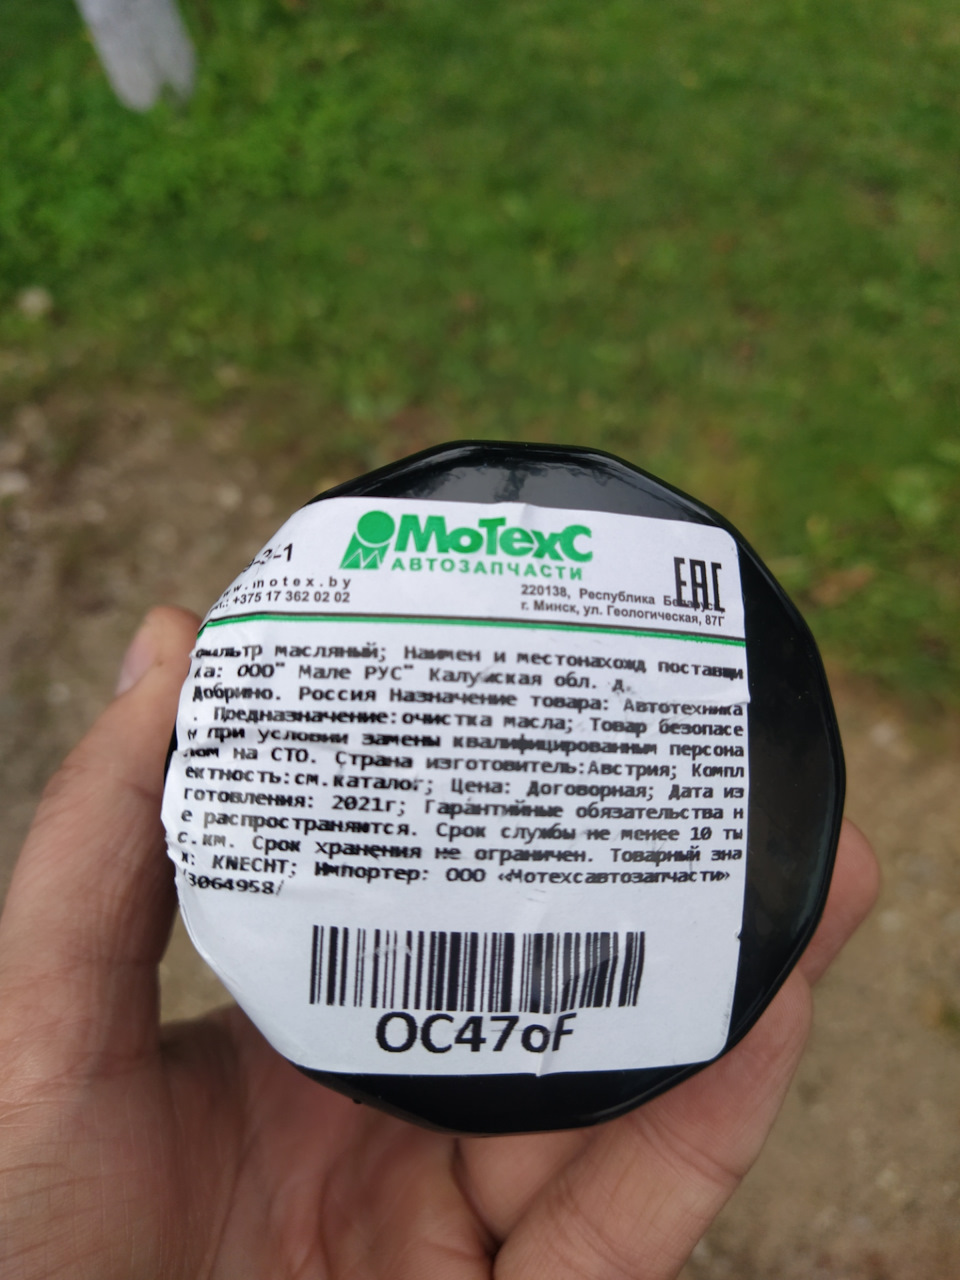 МоТехС
АВТОЗАПЧАСТИ
ЕАС
www.motex.by
+375 17 362 02 02
220138, Республика Беларусь,
г. Минск, ул. Геологическая, 87Г
фильтр масляный; Наимен и местонахожд поставщи
ка: ООО" Мале РУС" Калужская обл. д.
Добрино. Россия Назначение товара: Автотехника
. Предназначение:очистка масла; Товар безопасе
н при условии замены квалифицированным персона
лом на СТО. Страна изготовитель:Австрия; Компл
ектность:см.каталог; Цена: Договорная; Дата из
готовления: 2021г; Гарантийные обязательства н
е распространяются. Срок службы не менее 10 ты
с.км. Срок хранения не ограничен. Товарный зна
к: KNECHT; Импортер: ООО «Мотехсавтозапчасти»
/3064958/
OC47oF